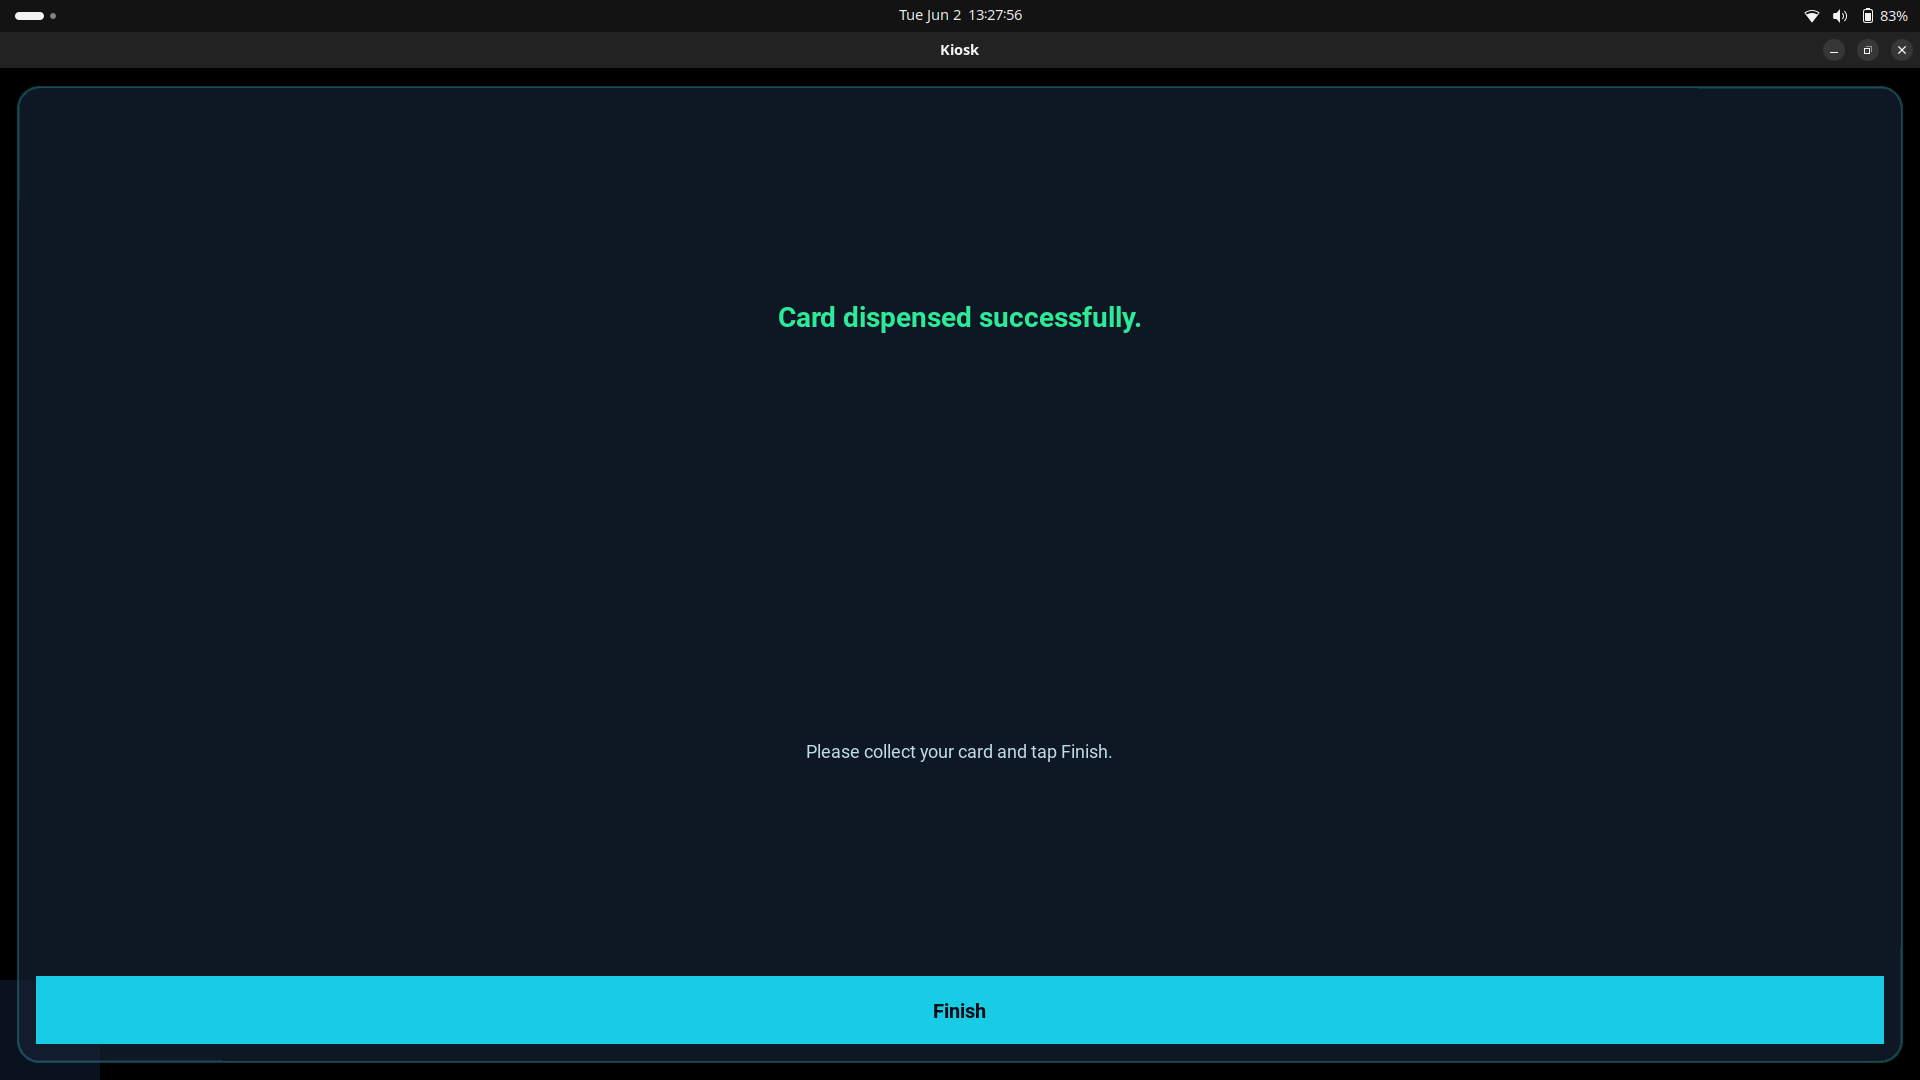 Tue Jun 2 13:27:56
83%
Kiosk
Card dispensed successfully.
Please collect your card and tap Finish.
Finish